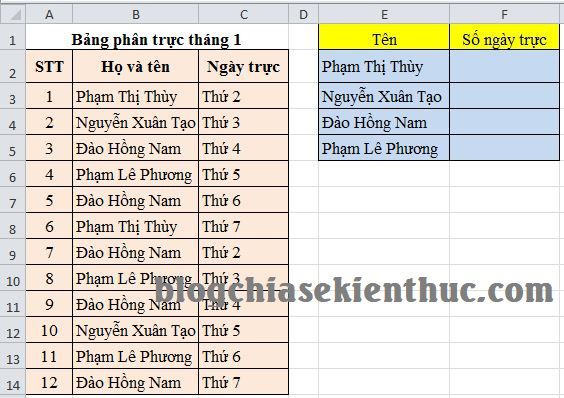 A B C D E F
1 Bảng phân trực tháng 1 Tên Số ngày trực
2 STT Họ và tên Ngày trực Phạm Thị Thùy
3 1 Phạm Thị Thùy Thứ 2 Nguyễn Xuân Tạo
4 2 Nguyễn Xuân Tạo Thứ 3 Đào Hồng Nam
5 3 Đào Hồng Nam Thứ 4 Phạm Lê Phương
6 4 Phạm Lê Phương Thứ 5
7 5 Đào Hồng Nam Thứ 6
8 6 Phạm Thị Thùy Thứ 7
9 7 Đào Hồng Nam Thứ 2
10 8 Phạm Lê Phương Thứ 3
blogchiasekienthuc.com
11 9 Đào Hồng Nam Thứ 4
12 10 Nguyễn Xuân Tạo Thứ 5
13 11 Phạm Lê Phương Thứ 6
14 12 Đào Hồng Nam Thứ 7